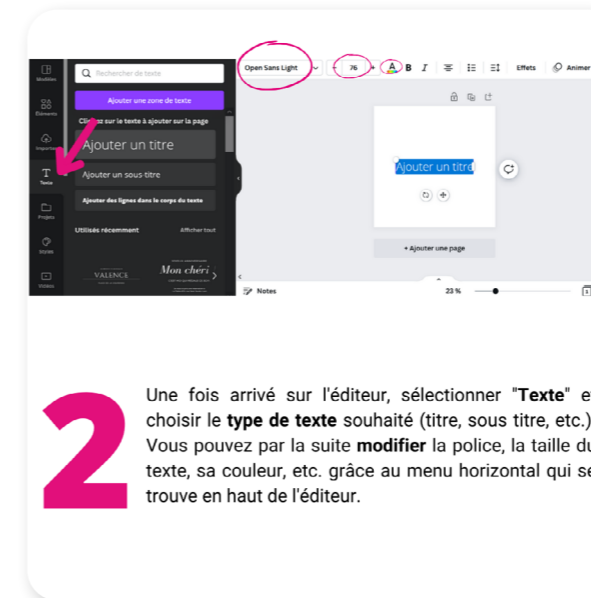 Modèles
Éléments
Importer
Texte
Projets
Styles
Vidéos
Rechercher de texte
Ajouter une zone de texte
Cliquez sur le texte à ajouter sur la page
Ajouter un titre
Ajouter un sous-titre
Ajouter des lignes dans le corps du texte
Utilisés récemment Afficher tout
VALENCE Mon chéri
Open Sans Light - 76 + A B I Effets Animer
Ajouter un titre
+ Ajouter une page
Notes 23 %
2
Une fois arrivé sur l'éditeur, sélectionner "Texte" et
choisir le type de texte souhaité (titre, sous titre, etc.)
Vous pouvez par la suite modifier la police, la taille du
texte, sa couleur, etc. grâce au menu horizontal qui se
trouve en haut de l'éditeur.